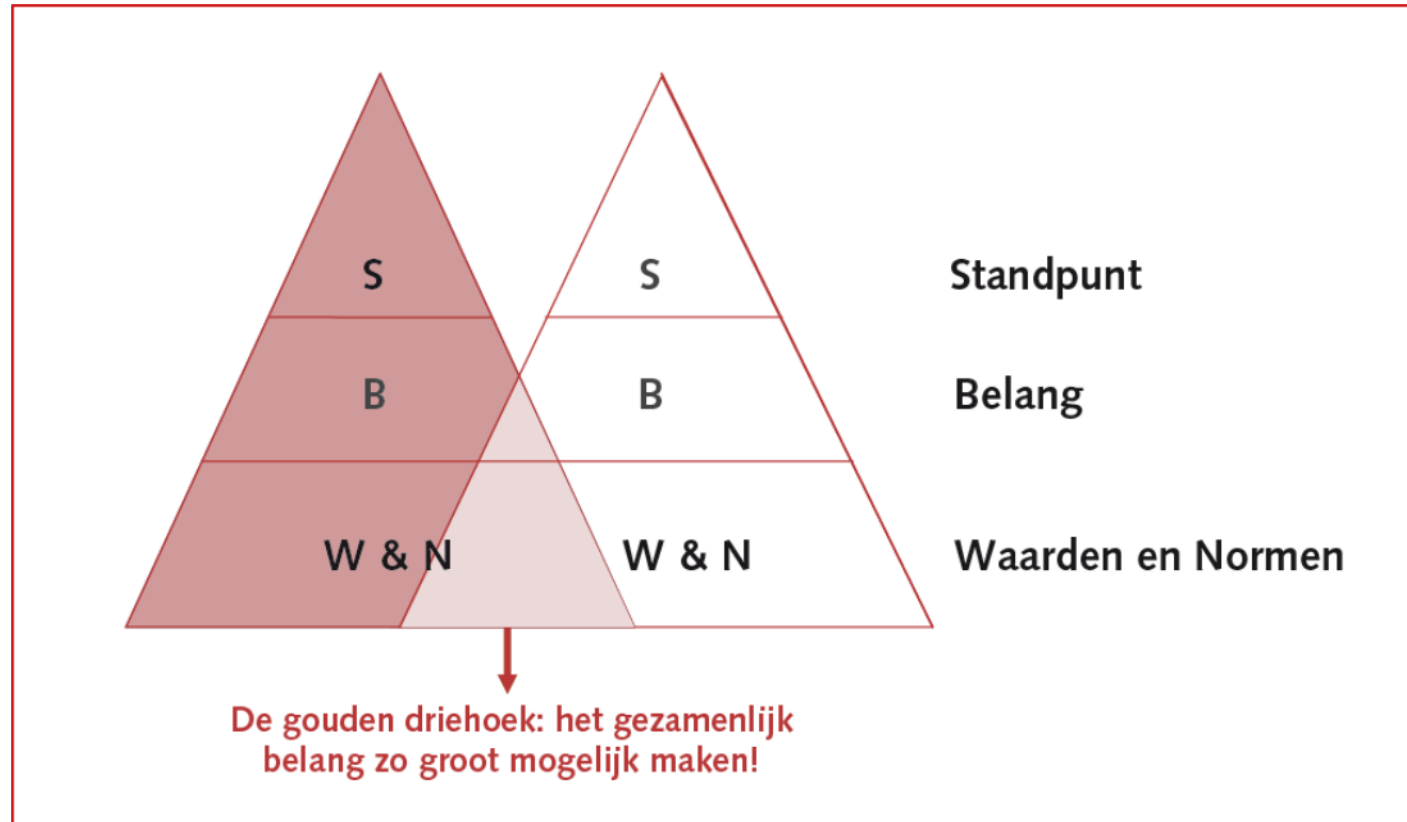 S S Standpunt
B B Belang
W & N W & N Waarden en Normen
De gouden driehoek: het gezamenlijk
belang zo groot mogelijk maken!